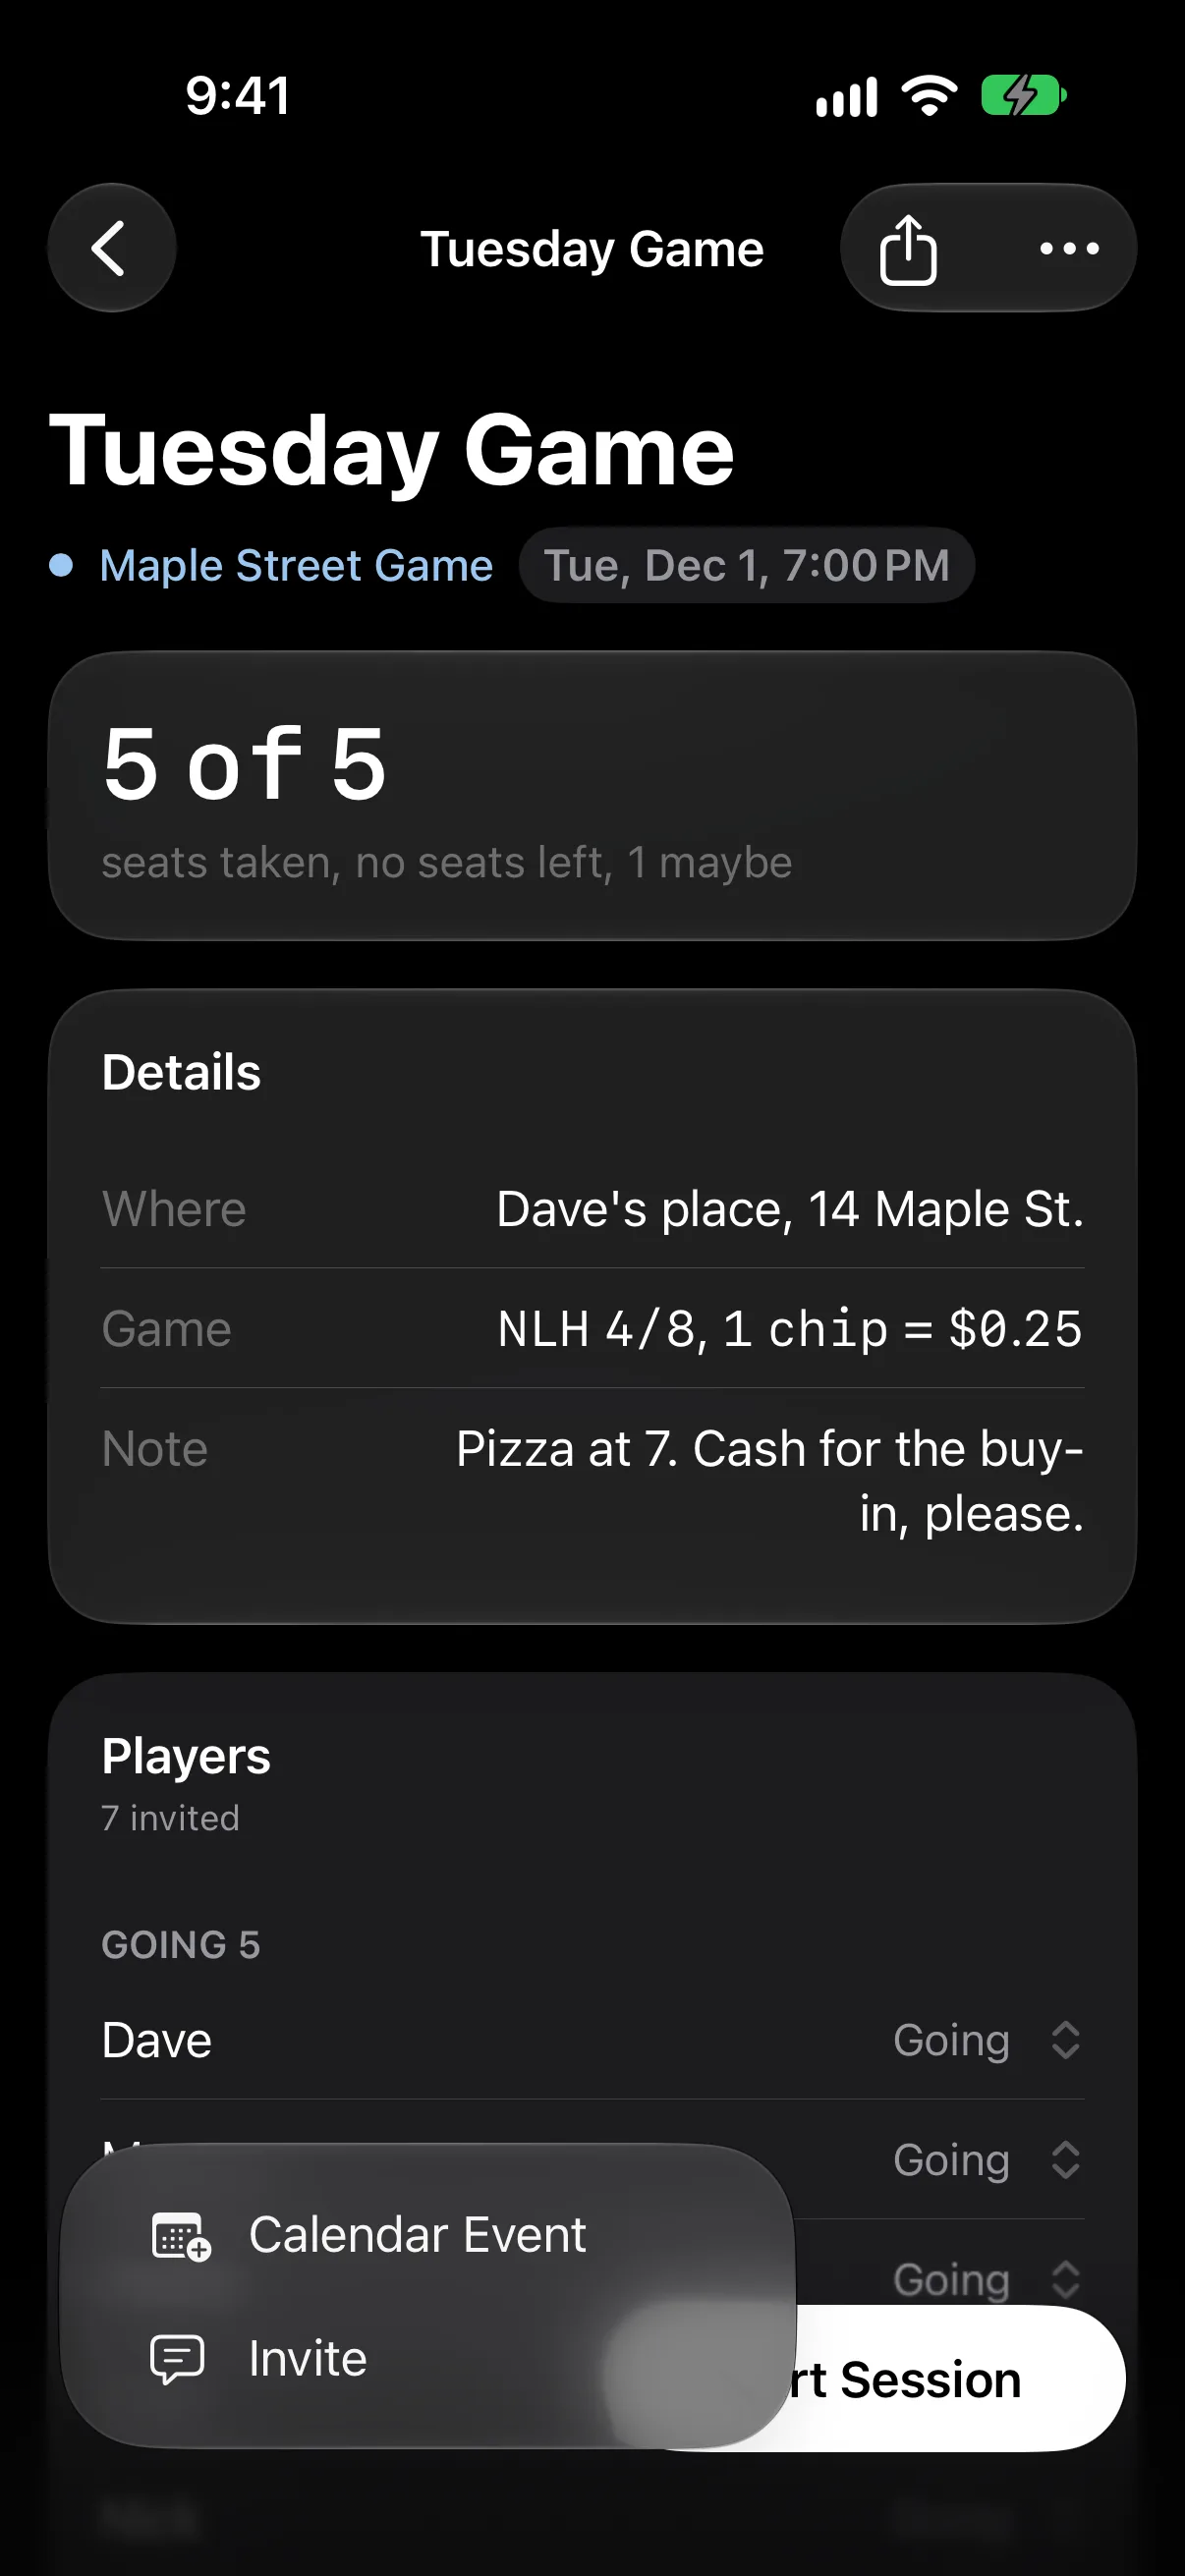 9:41
Tuesday Game
Tuesday Game
Maple Street Game
Tue, Dec 1, 7:00 PM
5 of 5
seats taken, no seats left, 1 maybe
Details
Where
Dave's place, 14 Maple St.
Game
NLH 4/8, 1 chip = $0.25
Note
Pizza at 7. Cash for the buy-
in, please.
Players
7 invited
GOING 5
Dave
Going
Going
Going
Calendar Event
Invite
Session